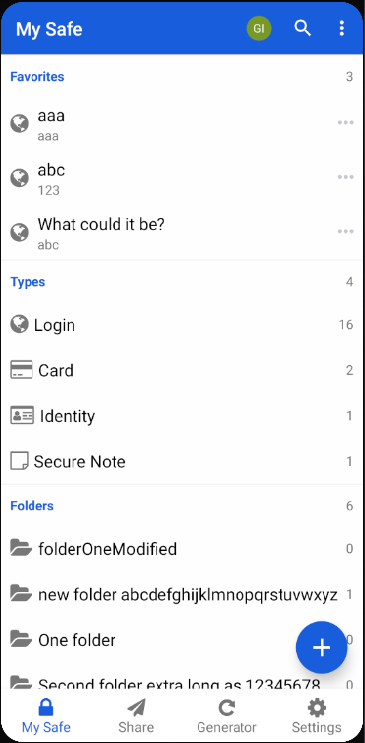 My Safe
GI
Favorites 3
aaa
aaa
abc
123
What could it be?
abc
Types 4
Login 16
Card 2
Identity 1
Secure Note 1
Folders 6
folderOneModified 0
new folder abcdefghijklmnopqrstuvwxyz 1
One folder 0
Second folder extra long as 12345678 0
My Safe Share Generator Settings